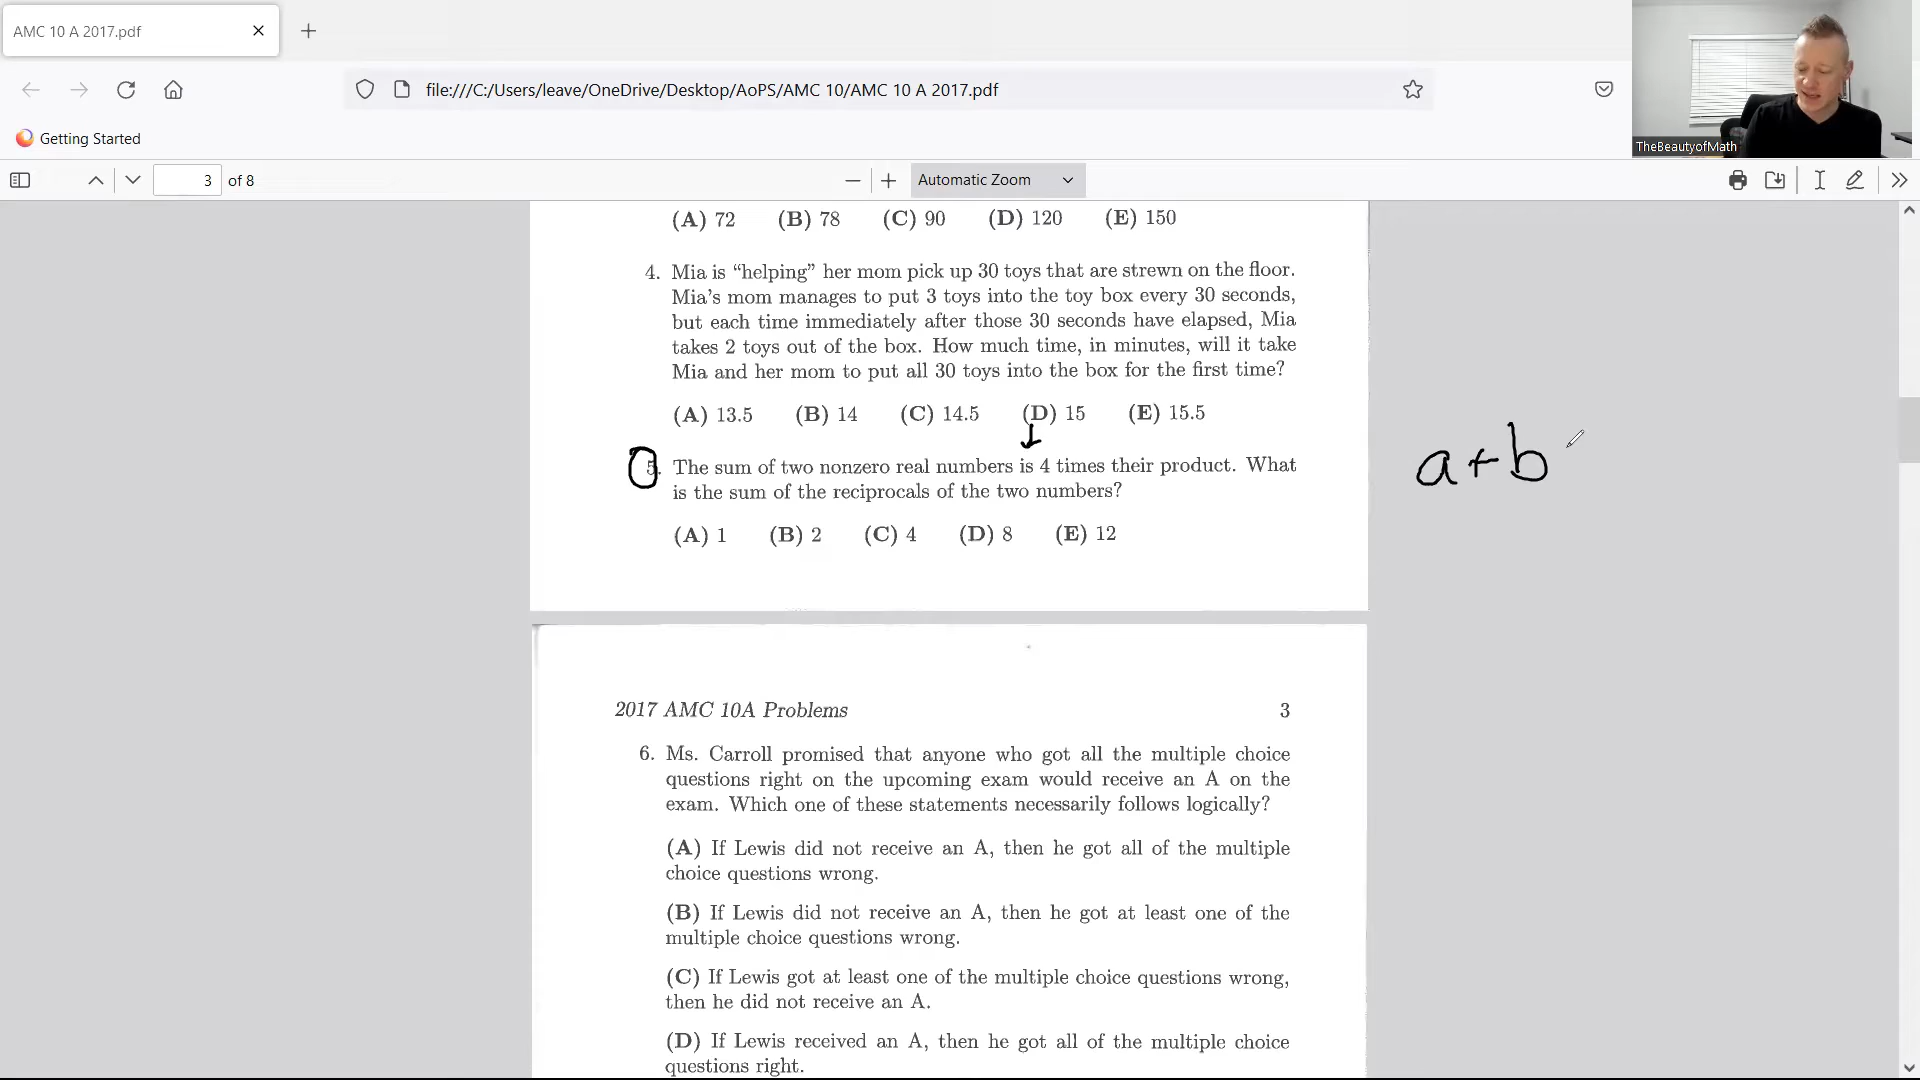 AMC 10 A 2017.pdf
file:///C:/Users/leave/OneDrive/Desktop/AoPS/AMC 10/AMC 10 A 2017.pdf
TheBeautyofMath
Getting Started
3 of 8
Automatic Zoom
(A) 72 (B) 78 (C) 90 (D) 120 (E) 150
4. Mia is “helping” her mom pick up 30 toys that are strewn on the floor.
Mia’s mom manages to put 3 toys into the toy box every 30 seconds,
but each time immediately after those 30 seconds have elapsed, Mia
takes 2 toys out of the box. How much time, in minutes, will it take
Mia and her mom to put all 30 toys into the box for the first time?
(A) 13.5 (B) 14 (C) 14.5 (D) 15 (E) 15.5
5. The sum of two nonzero real numbers is 4 times their product. What
is the sum of the reciprocals of the two numbers?
a+b
(A) 1 (B) 2 (C) 4 (D) 8 (E) 12
2017 AMC 10A Problems 3
6. Ms. Carroll promised that anyone who got all the multiple choice
questions right on the upcoming exam would receive an A on the
exam. Which one of these statements necessarily follows logically?
(A) If Lewis did not receive an A, then he got all of the multiple
choice questions wrong.
(B) If Lewis did not receive an A, then he got at least one of the
multiple choice questions wrong.
(C) If Lewis got at least one of the multiple choice questions wrong,
then he did not receive an A.
(D) If Lewis received an A, then he got all of the multiple choice
questions right.